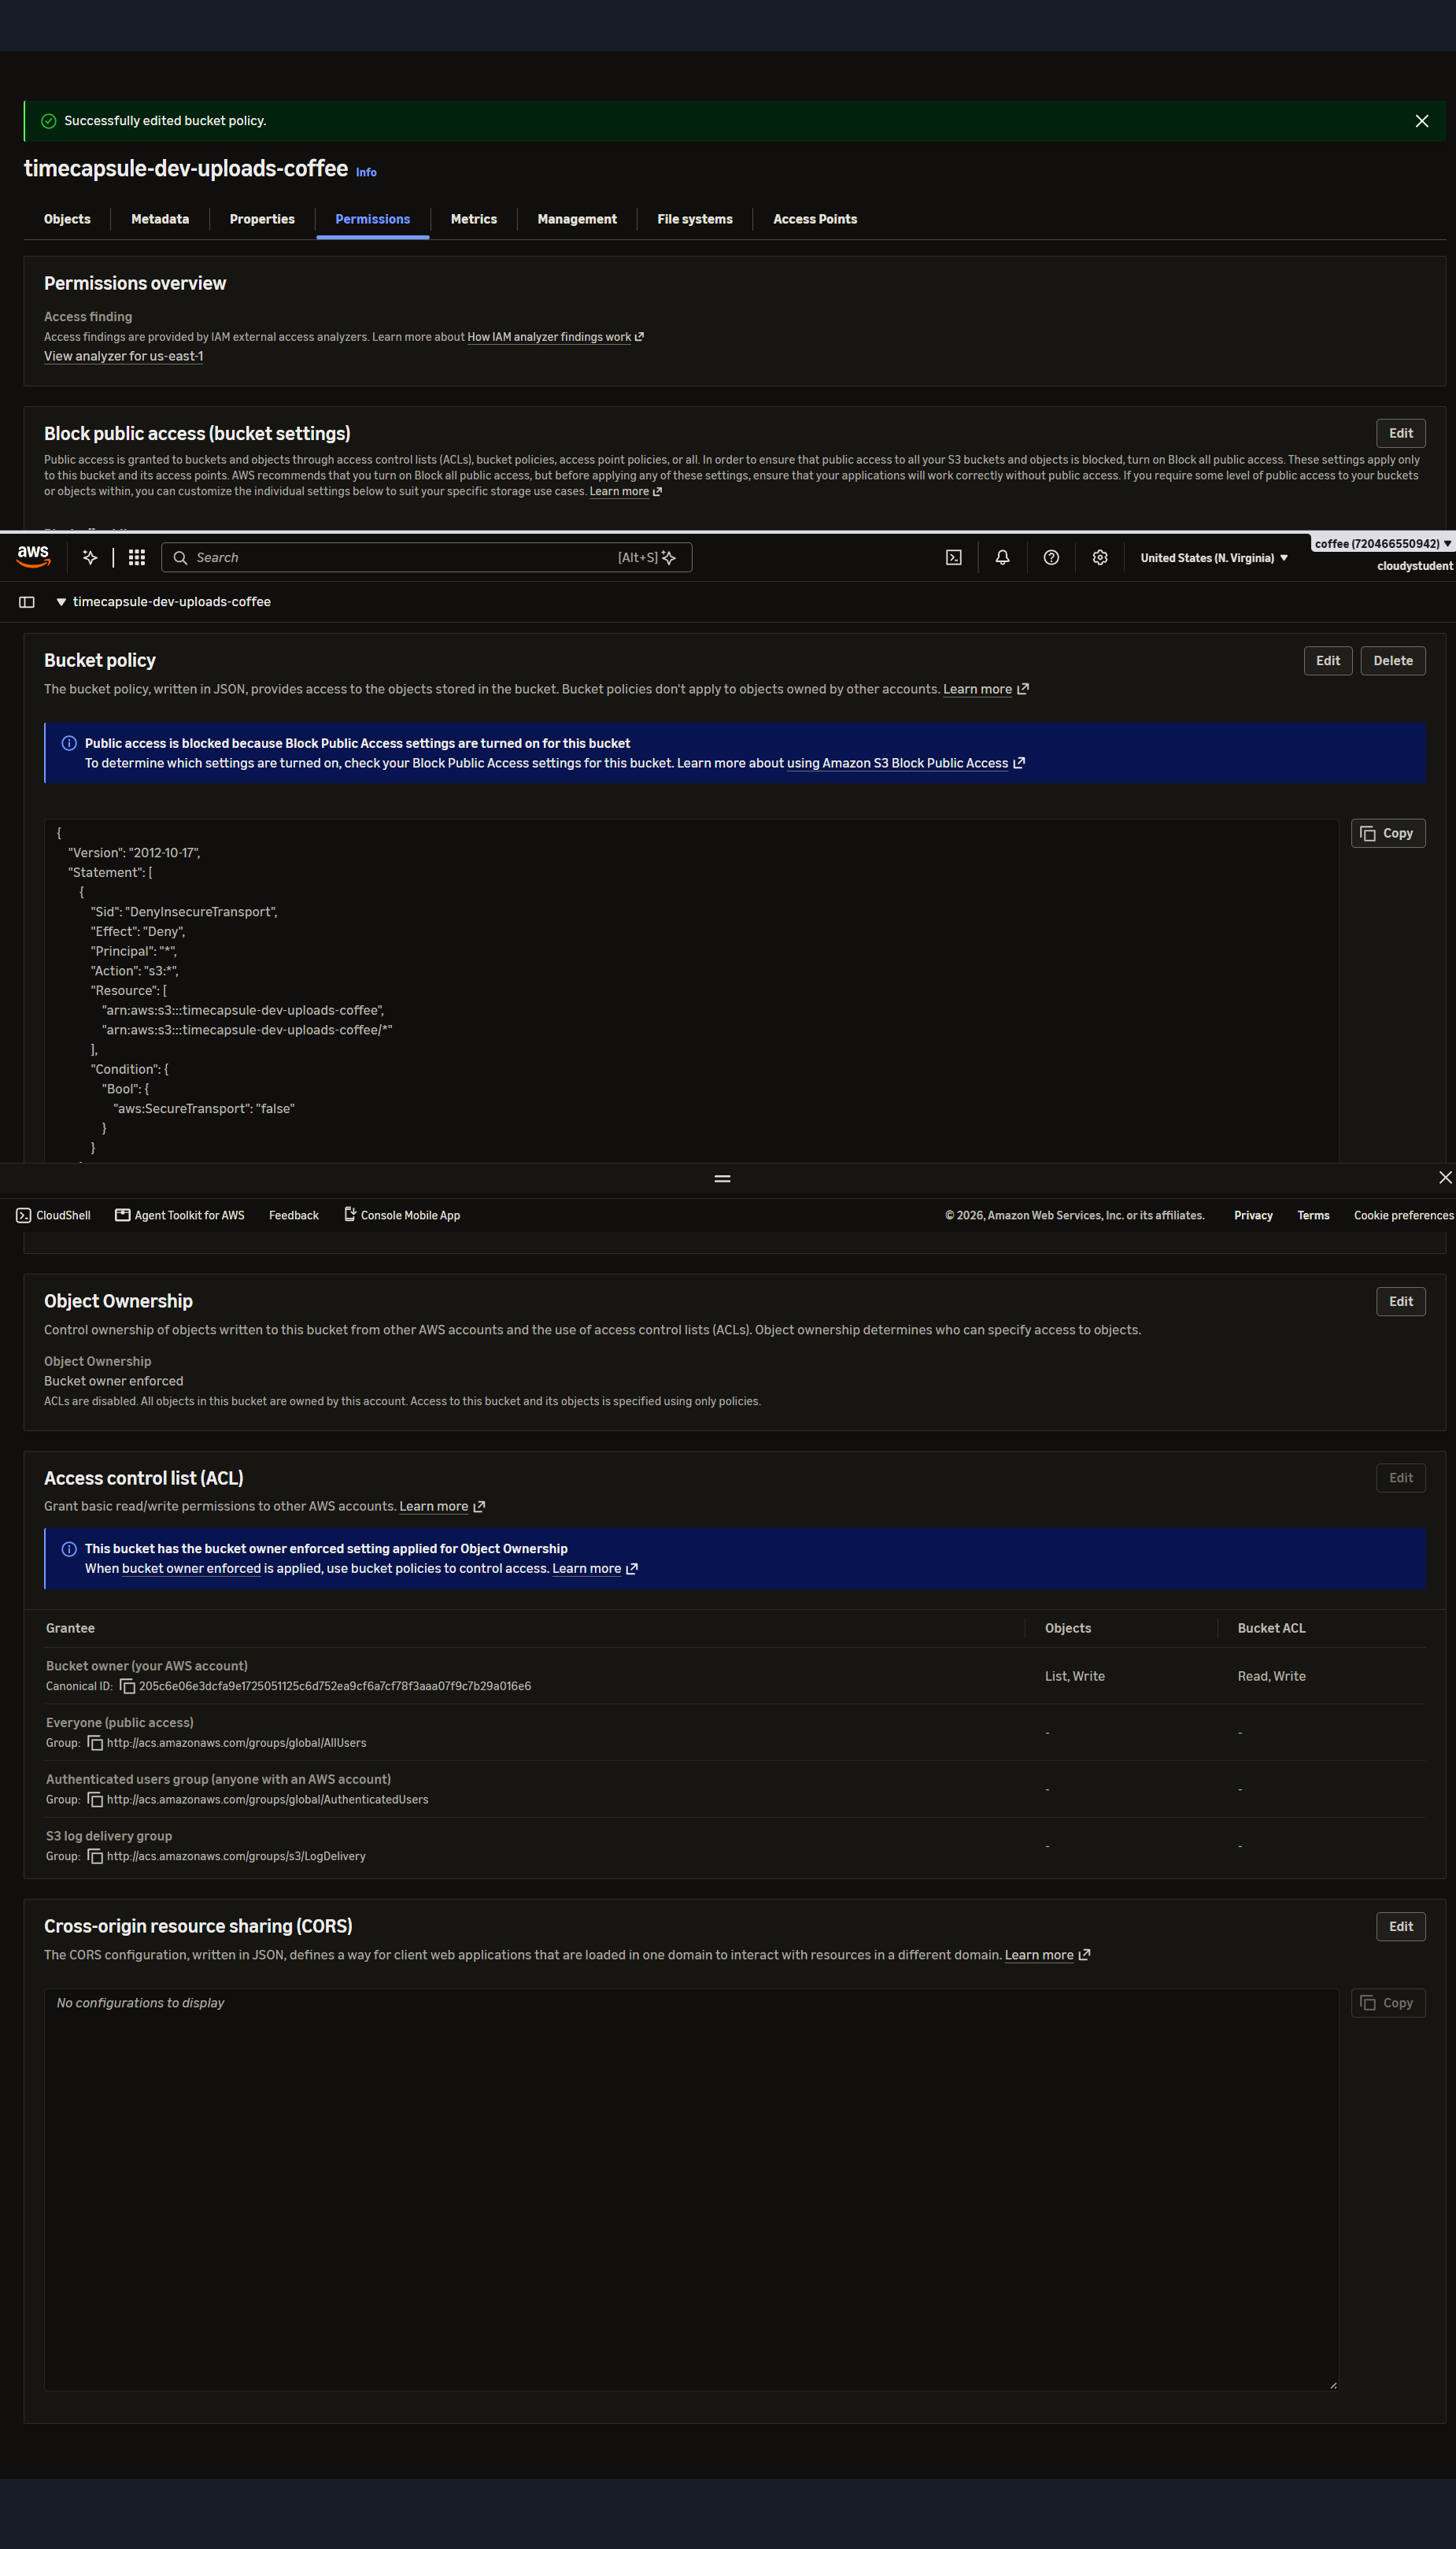 Successfully edited bucket policy.
timecapsule-dev-uploads-coffee Info
Objects Metadata Properties Permissions Metrics Management File systems Access Points
Permissions overview
Access finding
Access findings are provided by IAM external access analyzers. Learn more about How IAM analyzer findings work
View analyzer for us-east-1
Block public access (bucket settings)
Edit
Public access is granted to buckets and objects through access control lists (ACLs), bucket policies, access point policies, or all. In order to ensure that public access to all your S3 buckets and objects is blocked, turn on Block all public access. These settings apply only
to this bucket and its access points. AWS recommends that you turn on Block all public access, but before applying any of these settings, ensure that your applications will work correctly without public access. If you require some level of public access to your buckets
or objects within, you can customize the individual settings below to suit your specific storage use cases. Learn more
aws
Search
[Alt+S]
United States (N. Virginia)
coffee (720466550942)
cloudystudent
timecapsule-dev-uploads-coffee
Bucket policy
Edit Delete
The bucket policy, written in JSON, provides access to the objects stored in the bucket. Bucket policies don't apply to objects owned by other accounts. Learn more
Public access is blocked because Block Public Access settings are turned on for this bucket
To determine which settings are turned on, check your Block Public Access settings for this bucket. Learn more about using Amazon S3 Block Public Access
Copy
{
"Version": "2012-10-17",
"Statement": [
{
"Sid": "DenyInsecureTransport",
"Effect": "Deny",
"Principal": "*",
"Action": "s3:*",
"Resource": [
"arn:aws:s3:::timecapsule-dev-uploads-coffee",
"arn:aws:s3:::timecapsule-dev-uploads-coffee/*"
],
"Condition": {
"Bool": {
"aws:SecureTransport": "false"
}
}
CloudShell Agent Toolkit for AWS Feedback Console Mobile App
© 2026, Amazon Web Services, Inc. or its affiliates. Privacy Terms Cookie preferences
Object Ownership
Edit
Control ownership of objects written to this bucket from other AWS accounts and the use of access control lists (ACLs). Object ownership determines who can specify access to objects.
Object Ownership
Bucket owner enforced
ACLs are disabled. All objects in this bucket are owned by this account. Access to this bucket and its objects is specified using only policies.
Access control list (ACL)
Edit
Grant basic read/write permissions to other AWS accounts. Learn more
This bucket has the bucket owner enforced setting applied for Object Ownership
When bucket owner enforced is applied, use bucket policies to control access. Learn more
Grantee Objects Bucket ACL
Bucket owner (your AWS account)
Canonical ID: 205c6e06e3dcfa9e1725051125c6d752ea9cf6a7cf78f3aaa07f9c7b29a016e6
List, Write Read, Write
Everyone (public access)
Group: http://acs.amazonaws.com/groups/global/AllUsers
- -
Authenticated users group (anyone with an AWS account)
Group: http://acs.amazonaws.com/groups/global/AuthenticatedUsers
- -
S3 log delivery group
Group: http://acs.amazonaws.com/groups/s3/LogDelivery
- -
Cross-origin resource sharing (CORS)
Edit
The CORS configuration, written in JSON, defines a way for client web applications that are loaded in one domain to interact with resources in a different domain. Learn more
No configurations to display
Copy